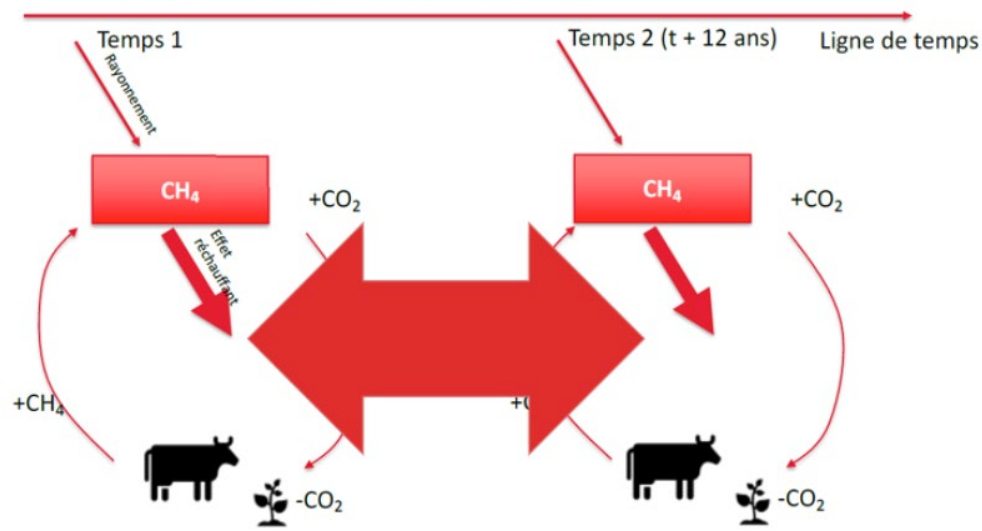 Temps 1
Temps 2 (t + 12 ans)
Ligne de temps
Rayonnement
CH₄
CH₄
+CO₂
+CO₂
Effet
réchauffant
+CH₄
-CO₂
-CO₂